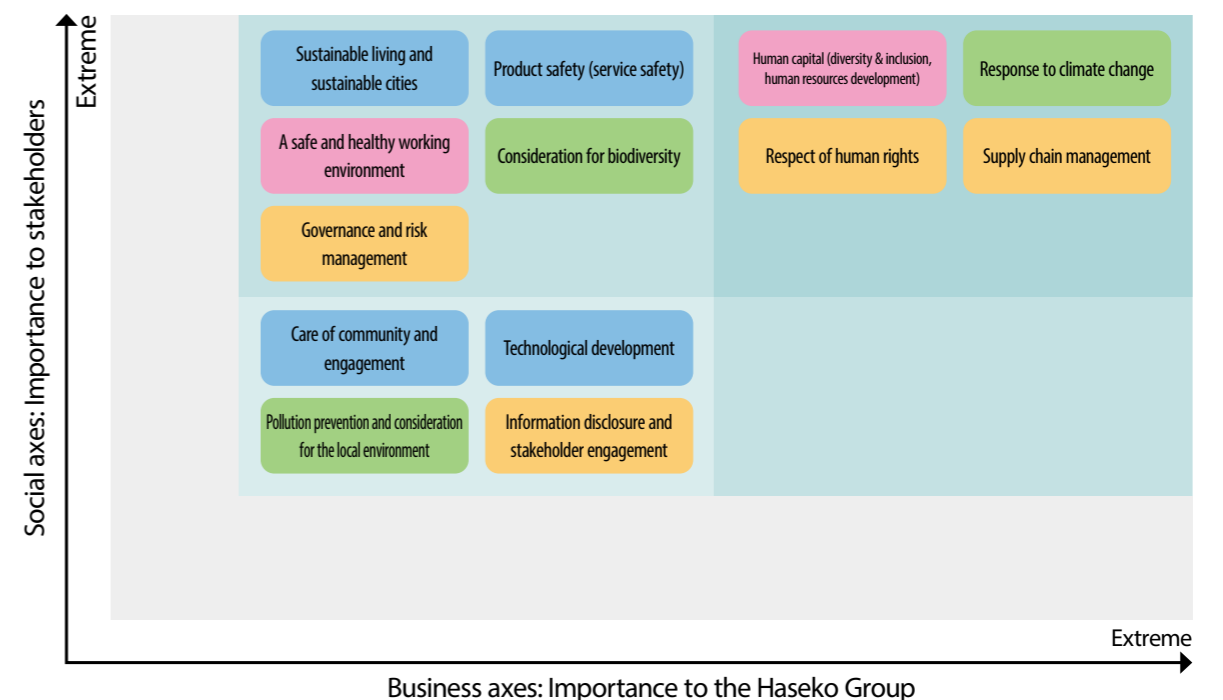 Extreme
Social axes: Importance to stakeholders
Sustainable living and
sustainable cities
Product safety (service safety)
Human capital (diversity & inclusion,
human resources development)
Response to climate change
A safe and healthy working
environment
Consideration for biodiversity
Respect of human rights
Supply chain management
Governance and risk
management
Care of community and
engagement
Technological development
Pollution prevention and consideration
for the local environment
Information disclosure and
stakeholder engagement
Extreme
Business axes: Importance to the Haseko Group